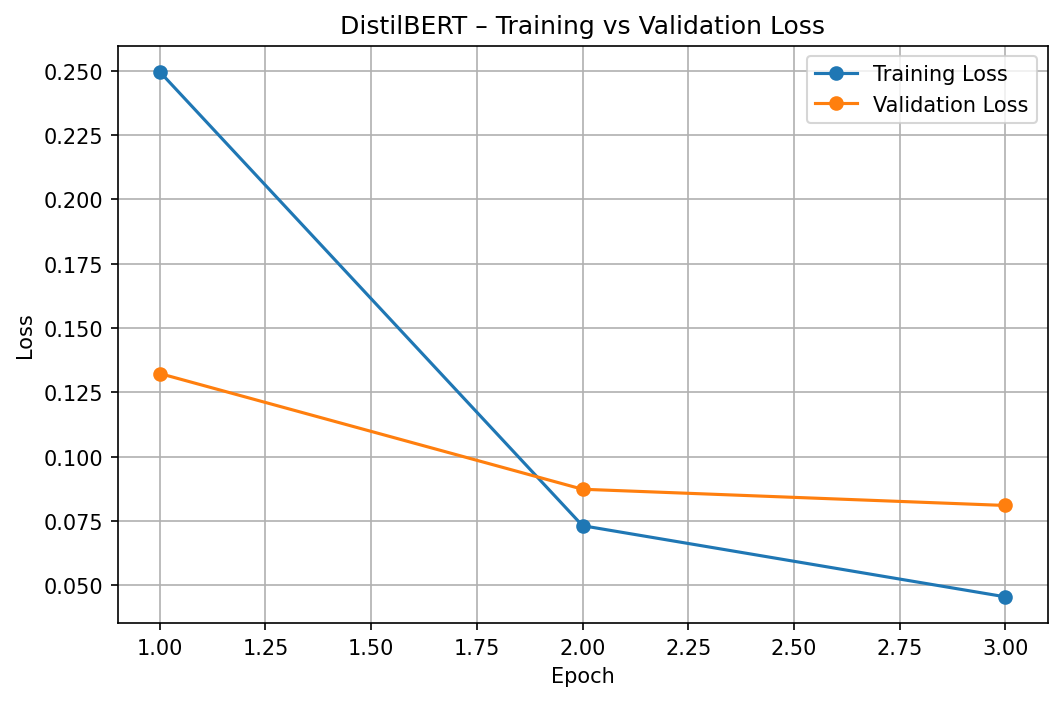 DistilBERT – Training vs Validation Loss
Training Loss
Validation Loss
Loss
0.250
0.225
0.200
0.175
0.150
0.125
0.100
0.075
0.050
1.00 1.25 1.50 1.75 2.00 2.25 2.50 2.75 3.00
Epoch